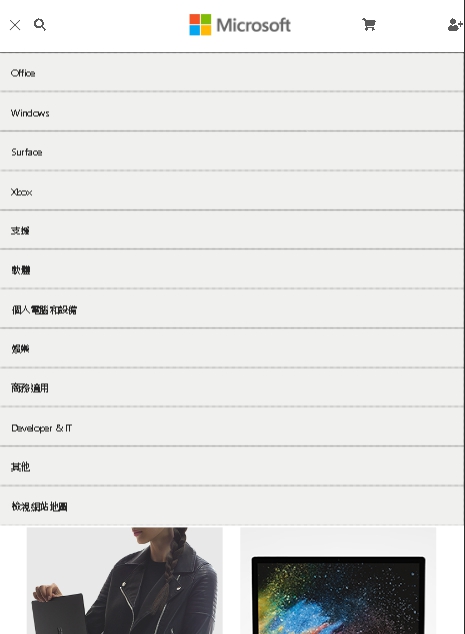 Microsoft
Office
Windows
Surface
Xbox
支援
軟體
個人電腦和設備
娛樂
商務適用
Developer & IT
其他
檢視網站地圖